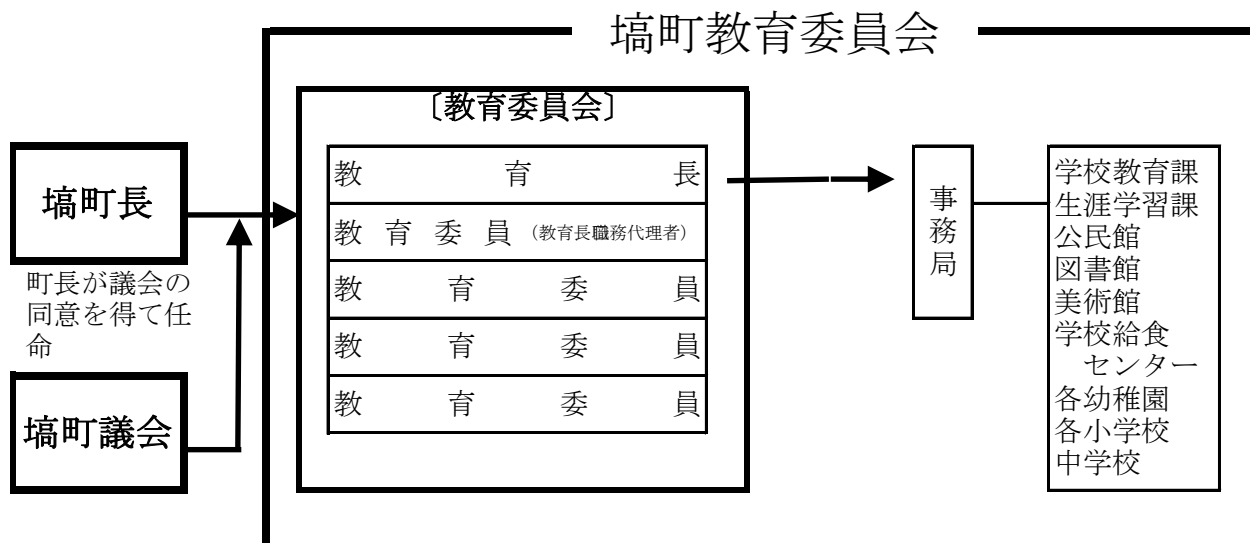 塙町教育委員会
〔教育委員会〕
塙町長
町長が議会の
同意を得て任
命
塙町議会
教育長
教育委員（教育長職務代理者）
教育委員
教育委員
教育委員
事務局
学校教育課
生涯学習課
公民館
図書館
美術館
学校給食
センター
各幼稚園
各小学校
中学校